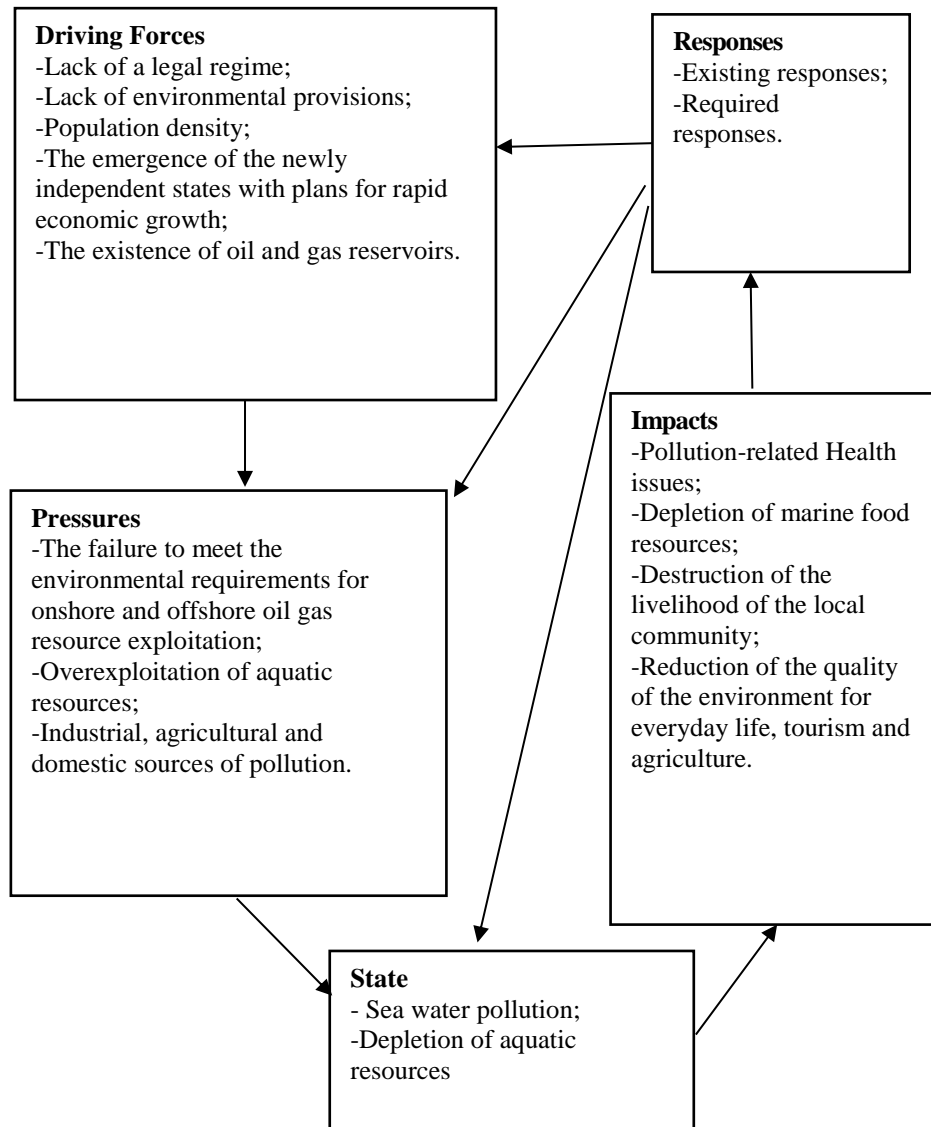 Driving Forces
-Lack of a legal regime;
-Lack of environmental provisions;
-Population density;
-The emergence of the newly
independent states with plans for rapid
economic growth;
-The existence of oil and gas reservoirs.
Responses
-Existing responses;
-Required
responses.
Pressures
-The failure to meet the
environmental requirements for
onshore and offshore oil gas
resource exploitation;
-Overexploitation of aquatic
resources;
-Industrial, agricultural and
domestic sources of pollution.
Impacts
-Pollution-related Health
issues;
-Depletion of marine food
resources;
-Destruction of the
livelihood of the local
community;
-Reduction of the quality
of the environment for
everyday life, tourism and
agriculture.
State
- Sea water pollution;
-Depletion of aquatic
resources